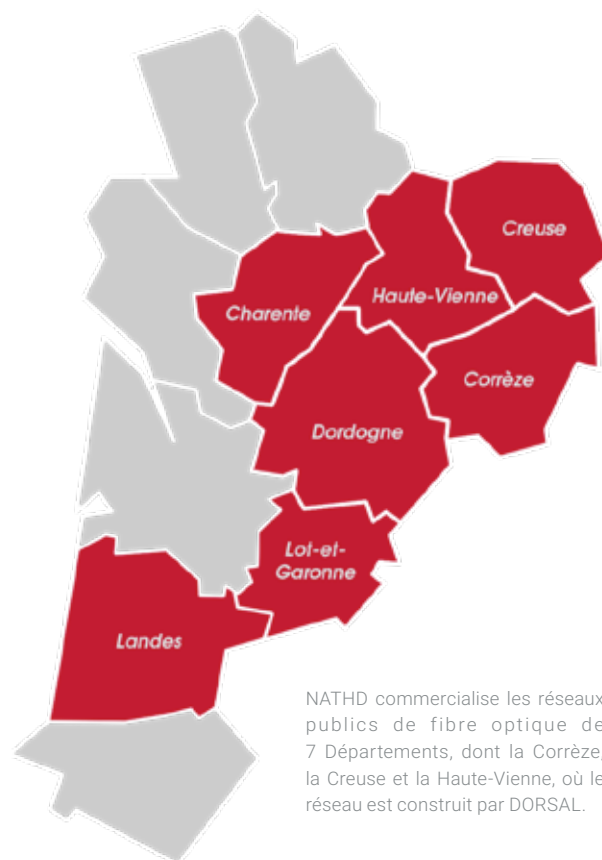 Creuse
Haute-Vienne
Charente
Corrèze
Dordogne
Lot-et-
Garonne
Landes
NATHD commercialise les réseaux
publics de fibre optique de
7 Départements, dont la Corrèze,
la Creuse et la Haute-Vienne, où le
réseau est construit par DORSAL.